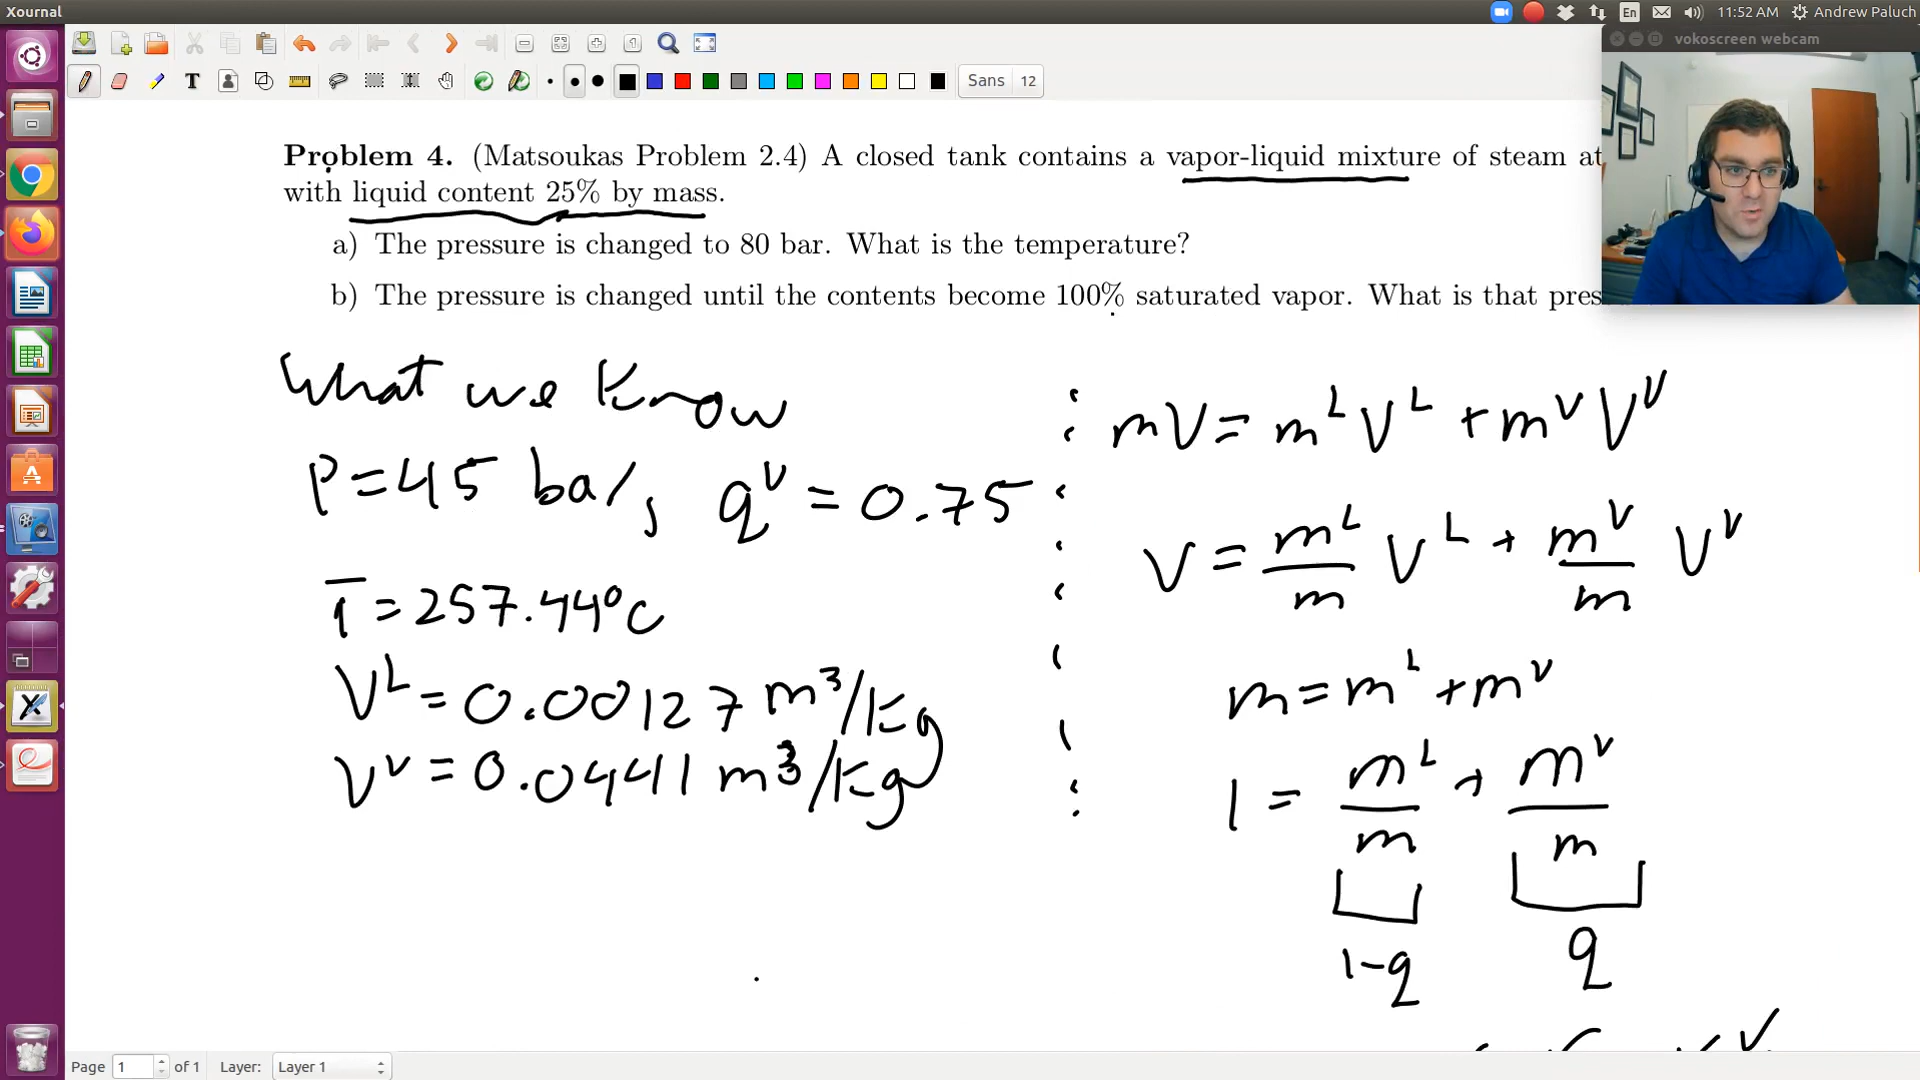 Xournal
En
11:52 AM
Andrew Paluch
vokoscreen webcam
Sans 12
Problem 4. (Matsoukas Problem 2.4) A closed tank contains a vapor-liquid mixture of steam at
with liquid content 25% by mass.
a) The pressure is changed to 80 bar. What is the temperature?
b) The pressure is changed until the contents become 100% saturated vapor. What is that pres
What we know
P=45 bar, q^V = 0.75
T=257.44°C
V^L = 0.00127 m³/kg
V^V = 0.0441 m³/kg
mV = m^L V^L + m^V V^V
V = m^L/m V^L + m^V/m V^V
m = m^L + m^V
1 = m^L/m + m^V/m
1-q q
Page 1 of 1 Layer: Layer 1